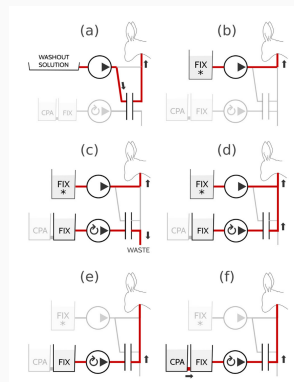 (a)
WASHOUT
SOLUTION
CPA
FIX
(b)
FIX
*
CPA
FIX
(c)
FIX
*
CPA
FIX
WASTE
(d)
FIX
*
CPA
FIX
(e)
FIX
*
CPA
FIX
(f)
FIX
*
CPA
FIX